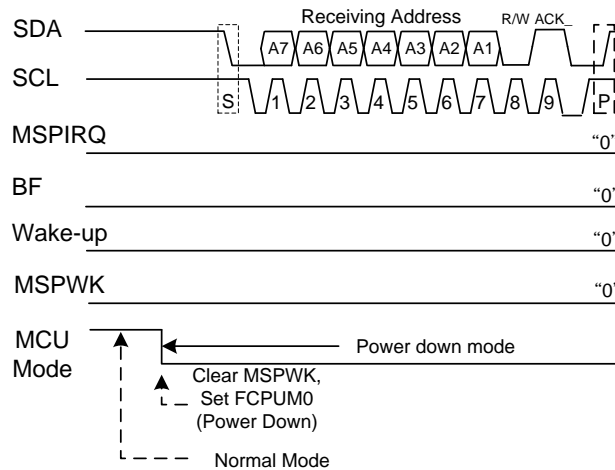 Receiving Address
R/W ACK_
SDA
A7 A6 A5 A4 A3 A2 A1
SCL
S 1 2 3 4 5 6 7 8 9 P
MSPIRQ
"0"
BF
"0"
Wake-up
"0"
MSPWK
"0"
MCU
Mode
Power down mode
Clear MSPWK,
Set FCPUM0
(Power Down)
Normal Mode